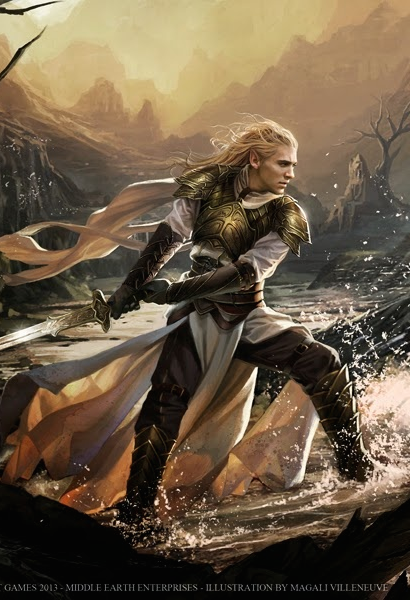 GAMES 2013 - MIDDLE EARTH ENTERPRISES - ILLUSTRATION BY MAGALI VILLENEUVE